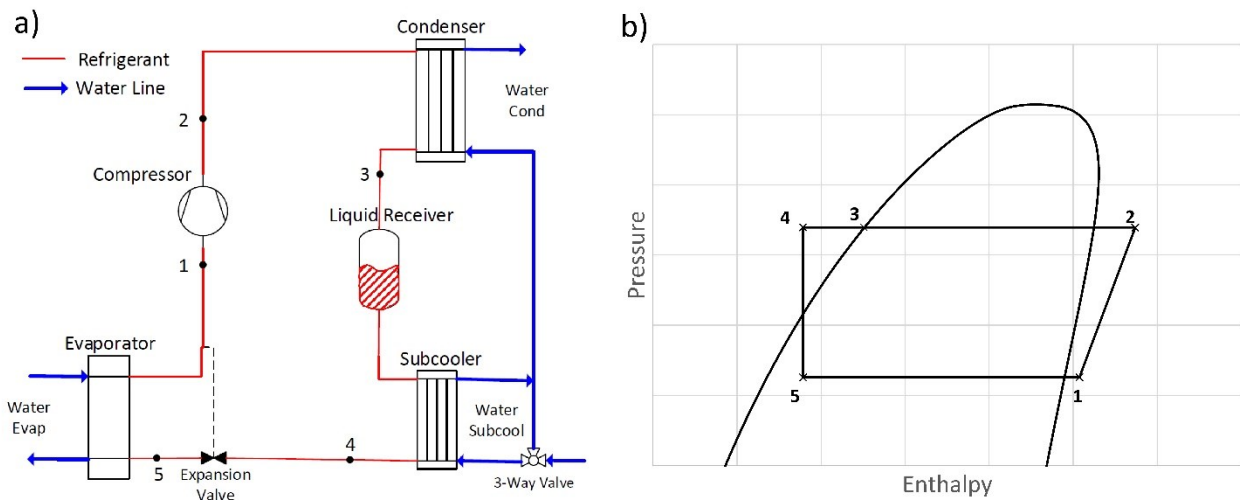 a)
Refrigerant
Water Line
Condenser
Water
Cond
2
Compressor
3
Liquid Receiver
1
Evaporator
Water
Evap
5
Expansion
Valve
4
Subcooler
Water
Subcool
3-Way Valve
b)
Pressure
4
3
2
5
1
Enthalpy